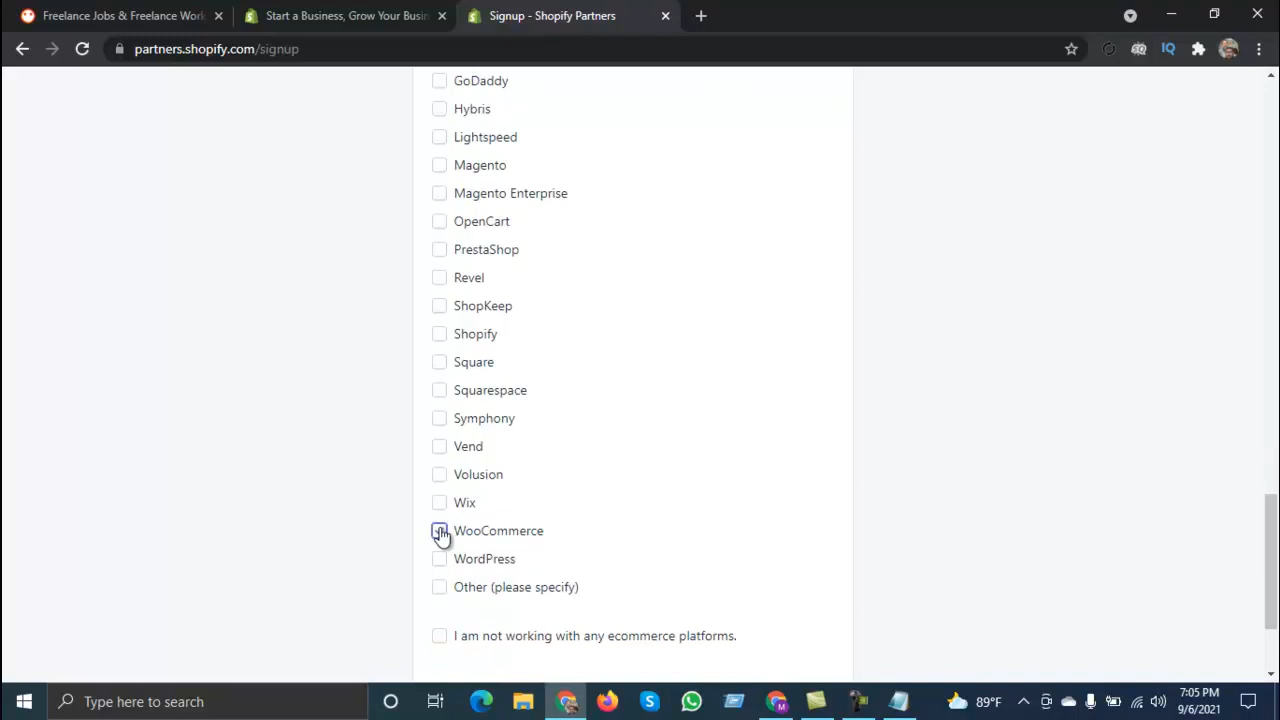 Freelance Jobs & Freelance Work
Start a Business, Grow Your Busin
Signup - Shopify Partners
partners.shopify.com/signup
IQ
GoDaddy
Hybris
Lightspeed
Magento
Magento Enterprise
OpenCart
PrestaShop
Revel
ShopKeep
Shopify
Square
Squarespace
Symphony
Vend
Volusion
Wix
WooCommerce
WordPress
Other (please specify)
I am not working with any ecommerce platforms.
Type here to search
M
89°F
7:05 PM
9/6/2021